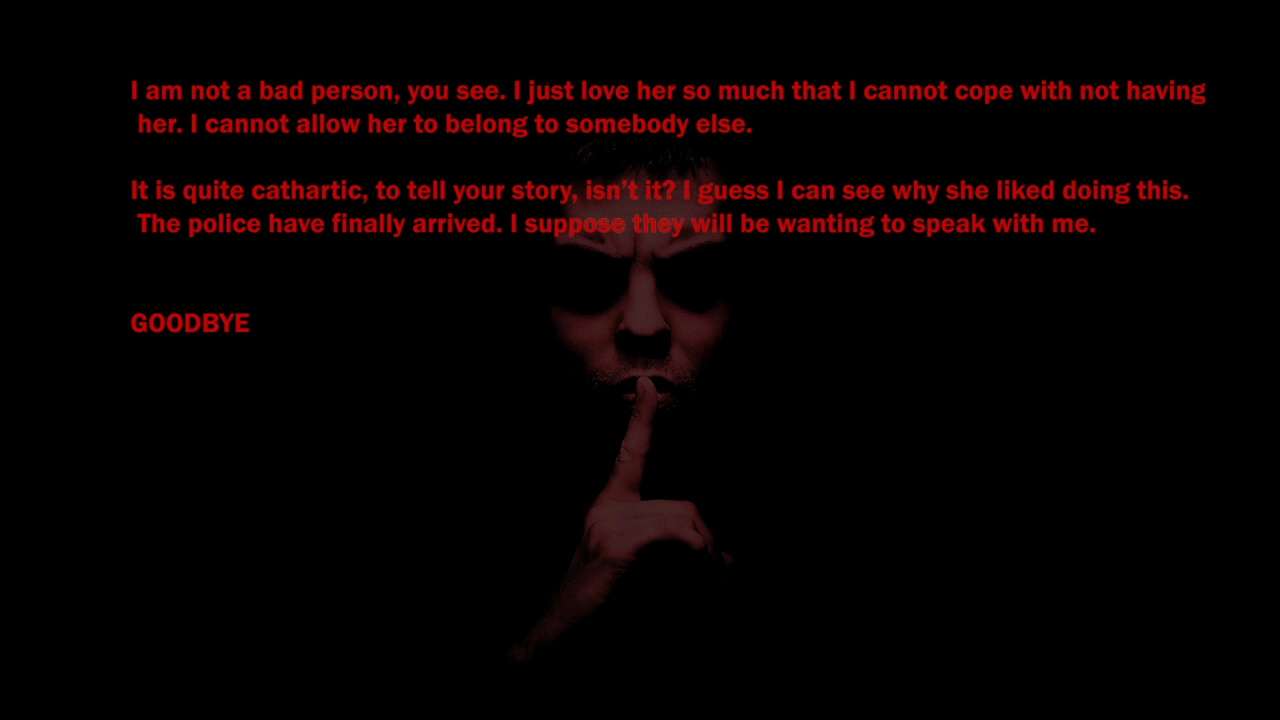 I am not a bad person, you see. I just love her so much that I cannot cope with not having
her. I cannot allow her to belong to somebody else.
It is quite cathartic, to tell your story, isn’t it? I guess I can see why she liked doing this.
The police have finally arrived. I suppose they will be wanting to speak with me.
GOODBYE